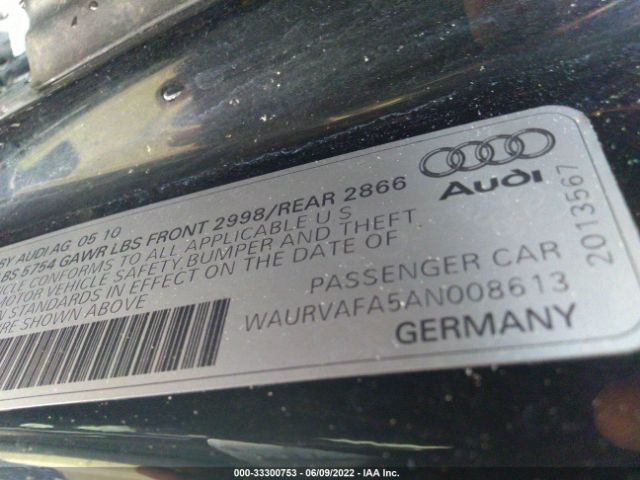 BY AUDI AG 05 10
LBS 5754 GAWR LBS FRONT 2998/REAR 2866
CONFORMS TO ALL APPLICABLE U S
MOTOR VEHICLE SAFETY, BUMPER AND THEFT
STANDARDS IN EFFECT ON THE DATE OF
SHOWN ABOVE
Audi
PASSENGER CAR
WAURVAFA5AN008613
GERMANY
2013567
000-33300753 - 06/09/2022 - IAA Inc.